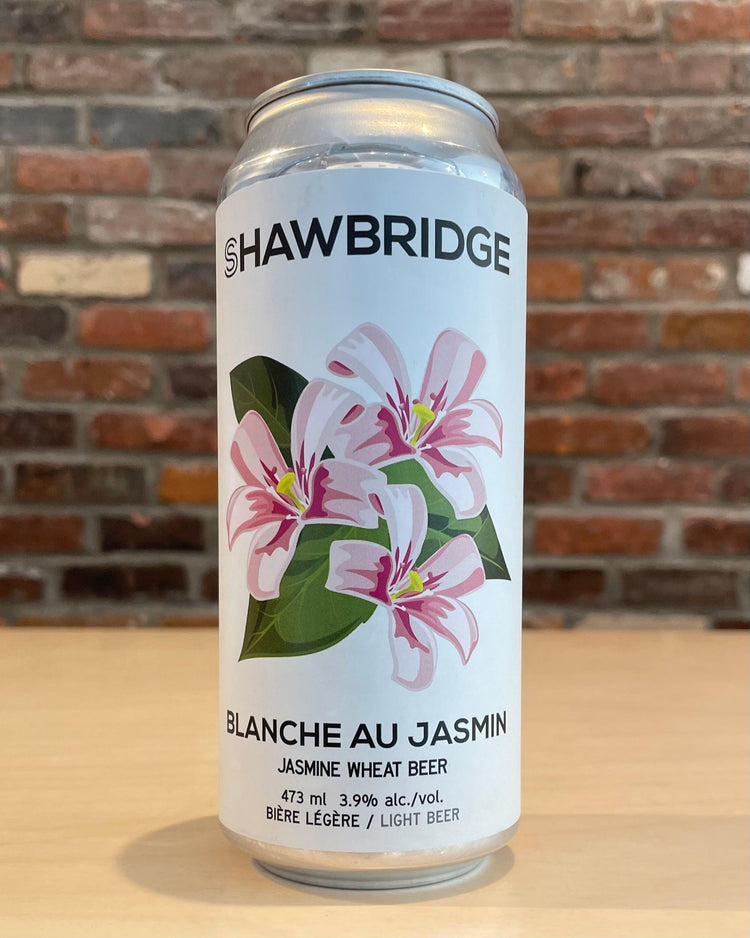 SHAWBRIDGE
BLANCHE AU JASMIN
JASMINE WHEAT BEER
473 ml 3.9% alc./vol.
BIÈRE LÉGÈRE / LIGHT BEER